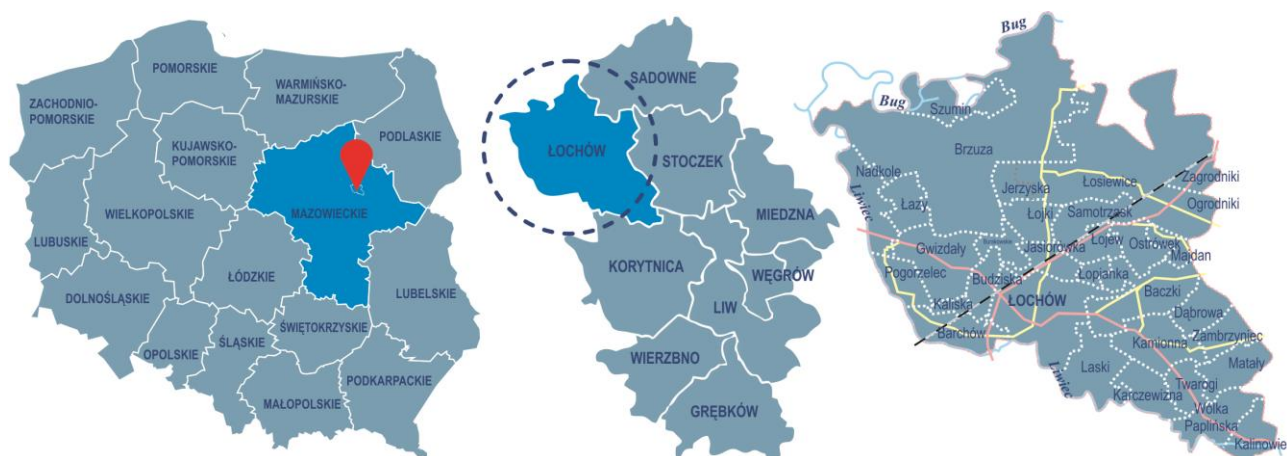 POMORSKIE
WARMIŃSKO-
MAZURSKIE
ZACHODNIO-
POMORSKIE
PODLASKIE
KUJAWSKO-
POMORSKIE
MAZOWIECKIE
WIELKOPOLSKIE
LUBUSKIE
ŁÓDZKIE
DOLNOŚLĄSKIE
LUBELSKIE
ŚWIĘTOKRZYSKIE
ŚLĄSKIE
OPOLSKIE
PODKARPACKIE
MAŁOPOLSKIE
SADOWNE
ŁOCHÓW
STOCZEK
MIEDZNA
KORYTNICA
WĘGRÓW
LIW
WIERZBNO
GRĘBKÓW
Bug
Bug
Szumin
Brzuza
Nadkole
Zagrodniki
Łosiewice
Jerzyska
Liwiec
Łazy
Ogrodniki
Łojki
Samotrzask
Gwizdały
Jasiorówka
Łojew
Ostrówek
Majdan
Pogorzelec
Budziska
Łopianka
Baczki
Kaliska
ŁOCHÓW
Dąbrowa
Barchów
Kamionna
Zambrzyniec
Laski
Matały
Liwiec
Twarogi
Karczewizna
Wólka
Paplińska
Kalinowiec